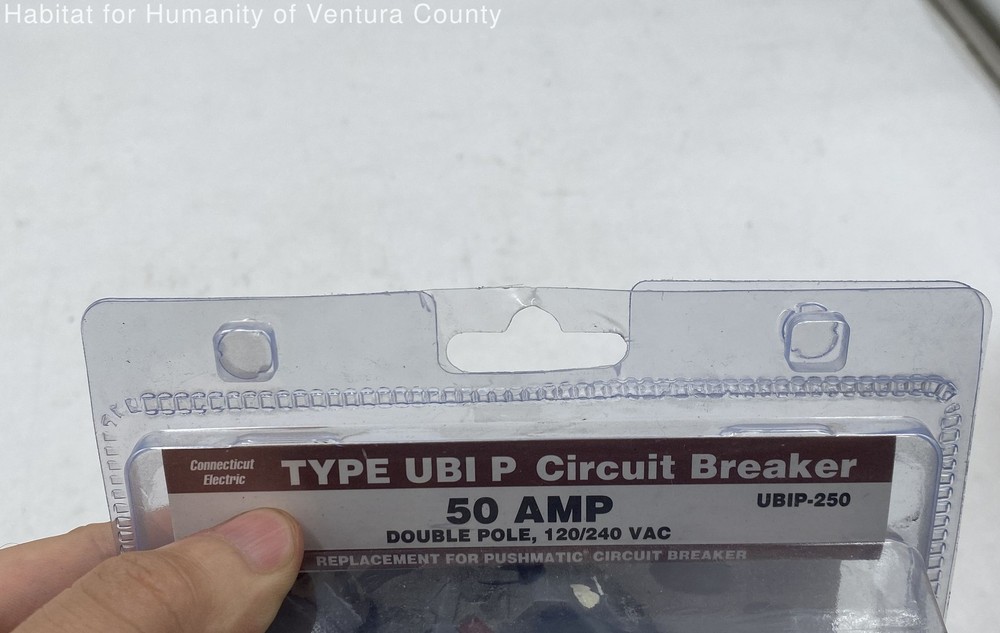 Habitat for Humanity of Ventura County
Connecticut
Electric
TYPE UBI P Circuit Breaker
50 AMP
UBIP-250
DOUBLE POLE, 120/240 VAC
REPLACEMENT FOR PUSHMATIC® CIRCUIT BREAKER